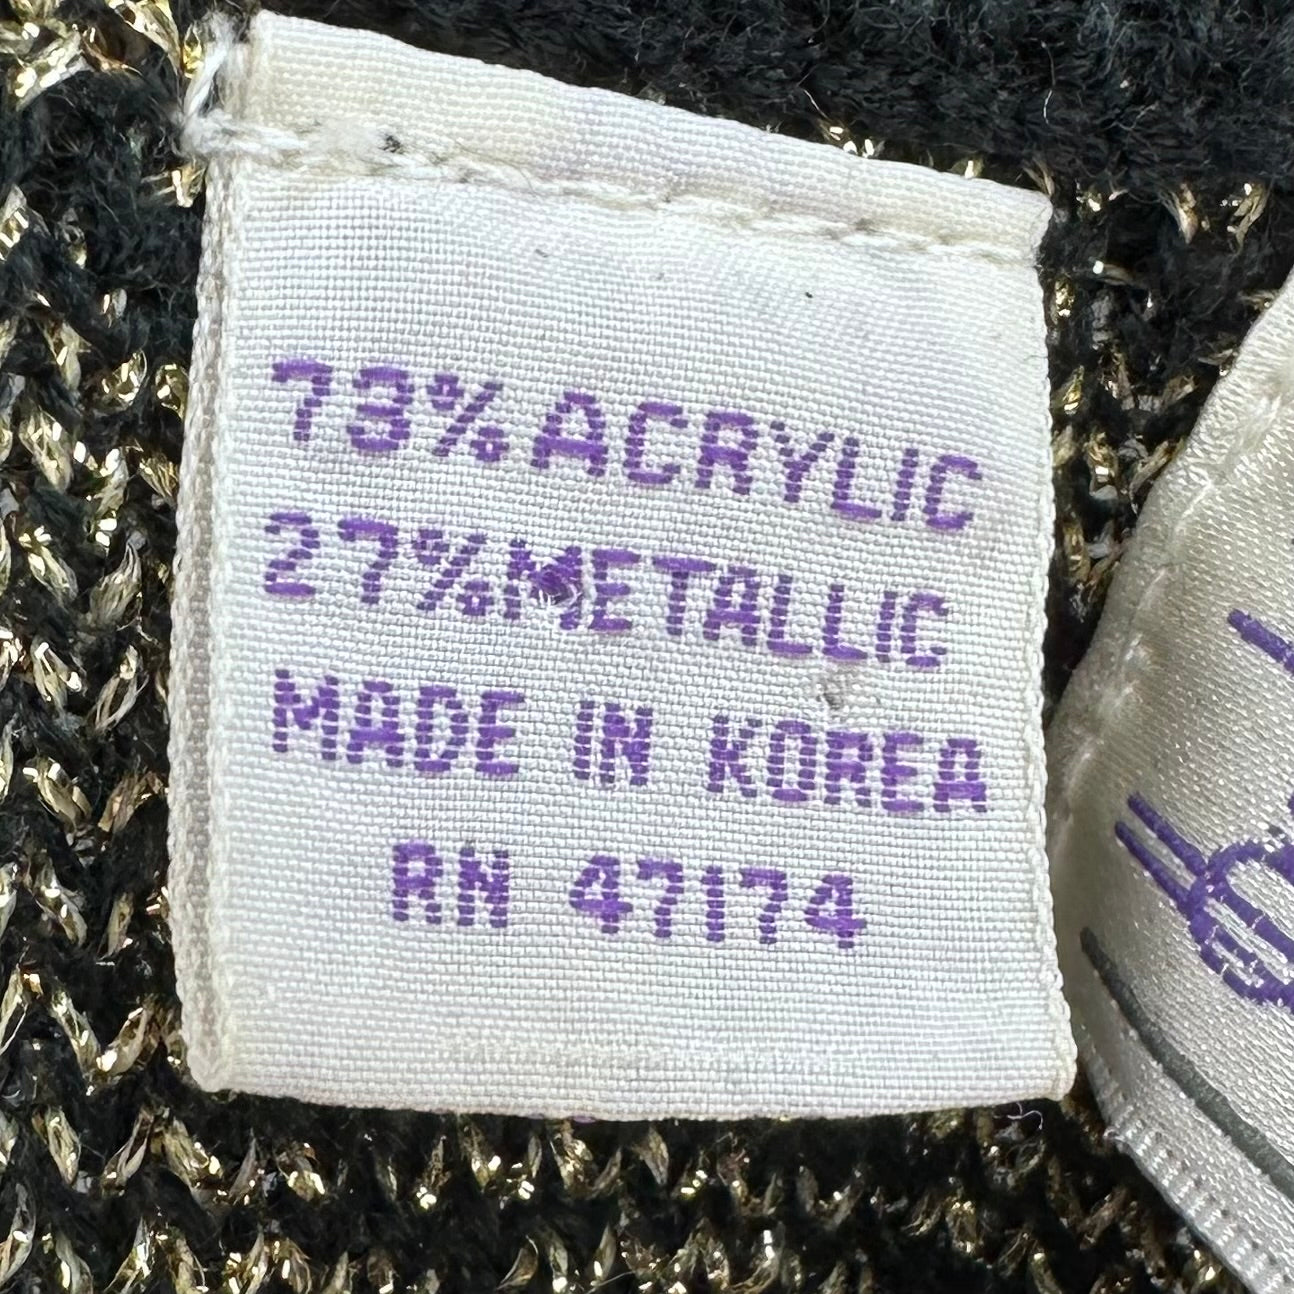 73% ACRYLIC
27% METALLIC
MADE IN KOREA
RN 47174